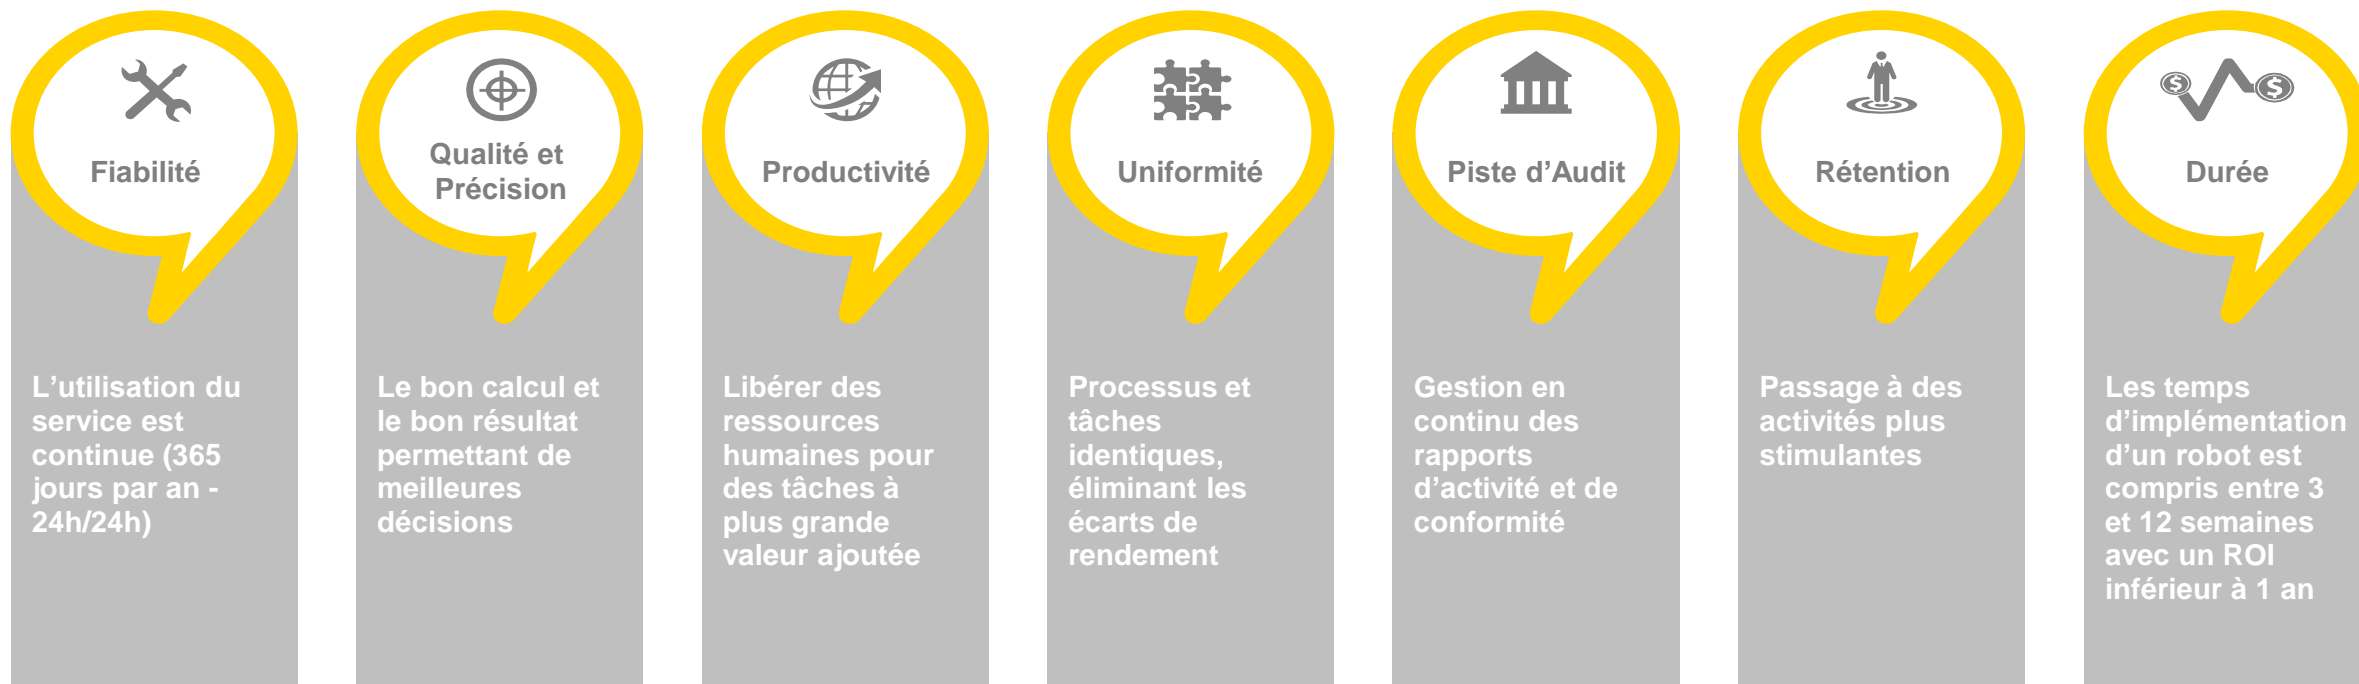 Fiabilité
L’utilisation du
service est
continue (365
jours par an -
24h/24h)
Qualité et
Précision
Le bon calcul et
le bon résultat
permettant de
meilleures
décisions
Productivité
Libérer des
ressources
humaines pour
des tâches à
plus grande
valeur ajoutée
Uniformité
Processus et
tâches
identiques,
éliminant les
écarts de
rendement
Piste d’Audit
Gestion en
continu des
rapports
d’activité et de
conformité
Rétention
Passage à des
activités plus
stimulantes
Durée
Les temps
d’implémentation
d’un robot est
compris entre 3
et 12 semaines
avec un ROI
inférieur à 1 an